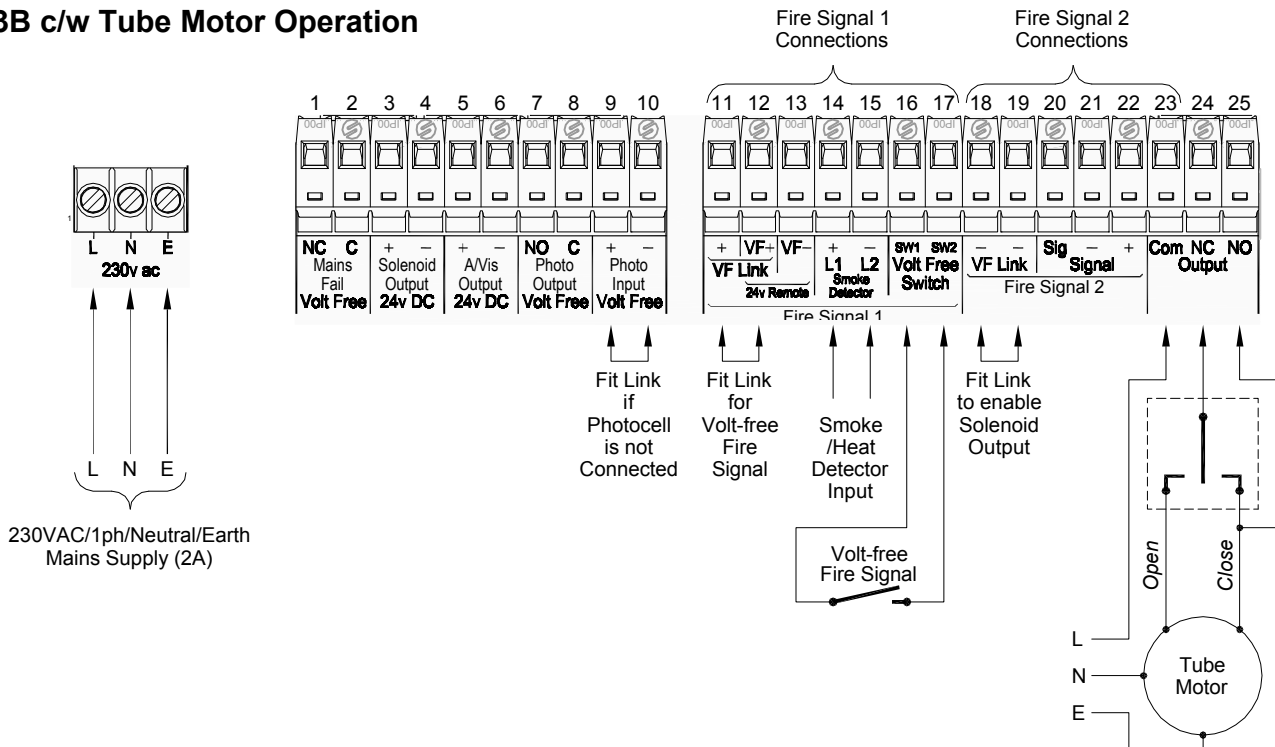 3B c/w Tube Motor Operation
Fire Signal 1
Connections
Fire Signal 2
Connections
1 2 3 4 5 6 7 8 9 10 11 12 13 14 15 16 17 18 19 20 21 22 23 24 25
L N E
230v ac
NC C
Mains
Fail
Volt Free
+ −
Solenoid
Output
24v DC
+ −
A/Vis
Output
24v DC
NO C
Photo
Output
Volt Free
+ −
Photo
Input
Volt Free
+ VF+ VF−
VF Link
24v Remote
+ −
L1 L2
Smoke
Detector
SW1 SW2
Volt Free
Switch
Fire Signal 1
− −
VF Link
Sig − +
Signal
Fire Signal 2
Com NC NO
Output
Fit Link
if
Photocell
is not
Connected
Fit Link
for
Volt-free
Fire
Signal
Smoke
/Heat
Detector
Input
Fit Link
to enable
Solenoid
Output
Volt-free
Fire Signal
L N E
230VAC/1ph/Neutral/Earth
Mains Supply (2A)
Open
Close
L
N
E
Tube
Motor